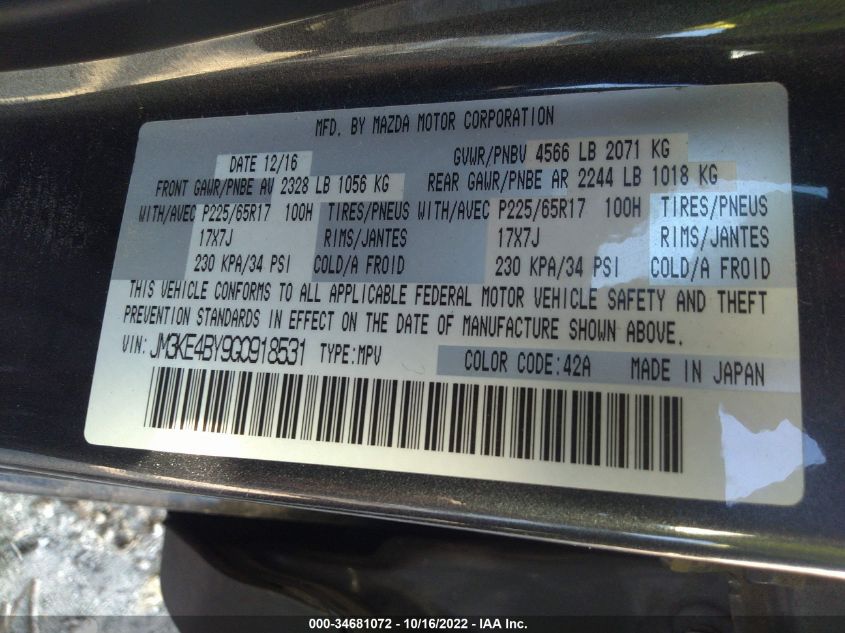 MFD. BY MAZDA MOTOR CORPORATION
DATE 12/16 GVWR/PNBV 4566 LB 2071 KG
FRONT GAWR/PNBE AV 2328 LB 1056 KG REAR GAWR/PNBE AR 2244 LB 1018 KG
WITH/AVEC P225/65R17 100H TIRES/PNEUS WITH/AVEC P225/65R17 100H TIRES/PNEUS
17X7J RIMS/JANTES 17X7J RIMS/JANTES
230 KPA/34 PSI COLD/A FROID 230 KPA/34 PSI COLD/A FROID
THIS VEHICLE CONFORMS TO ALL APPLICABLE FEDERAL MOTOR VEHICLE SAFETY AND THEFT
PREVENTION STANDARDS IN EFFECT ON THE DATE OF MANUFACTURE SHOWN ABOVE.
VIN: JM3KE4BY9G0918531 TYPE:MPV COLOR CODE:42A MADE IN JAPAN
000-34681072 - 10/16/2022 - IAA Inc.